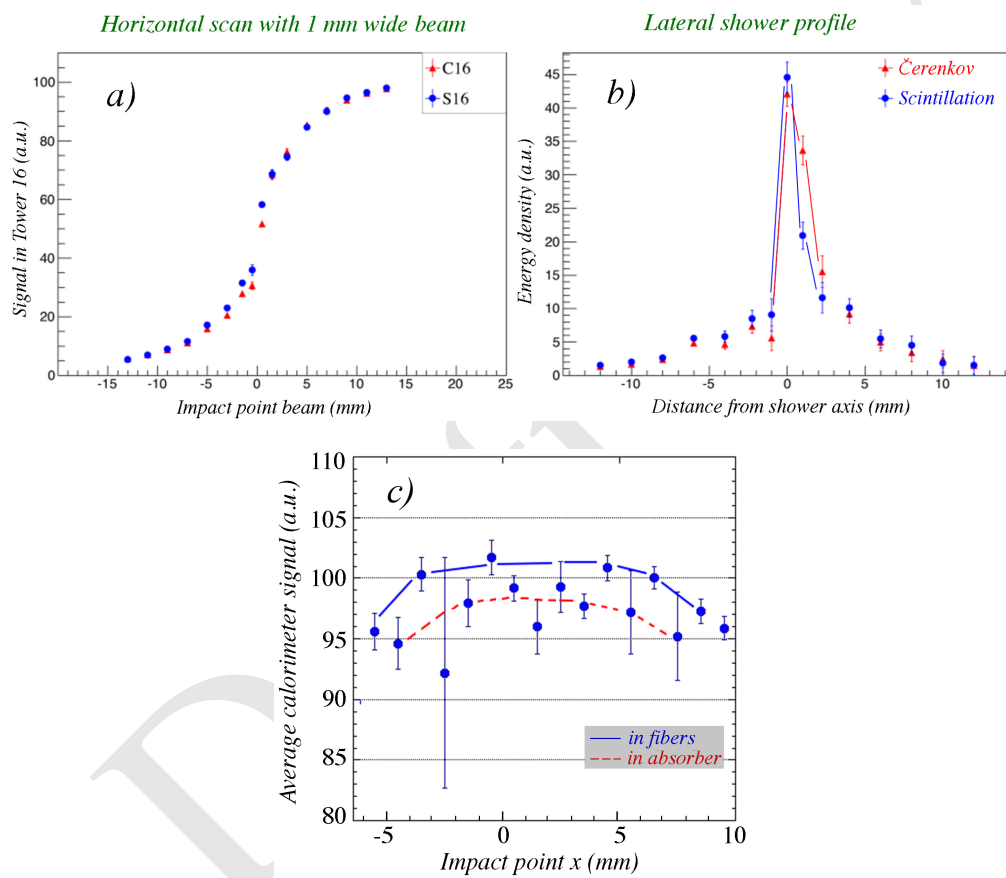 Horizontal scan with 1 mm wide beam
Lateral shower profile
a)
C16
S16
Signal in Tower 16 (a.u.)
100
80
60
40
20
0
-15 -10 -5 0 5 10 15 20 25
Impact point beam (mm)
b)
Čerenkov
Scintillation
Energy density (a.u.)
45
40
35
30
25
20
15
10
5
0
-10 -5 0 5 10
Distance from shower axis (mm)
c)
Average calorimeter signal (a.u.)
110
105
100
95
90
85
80
in fibers
in absorber
-5 0 5 10
Impact point x (mm)